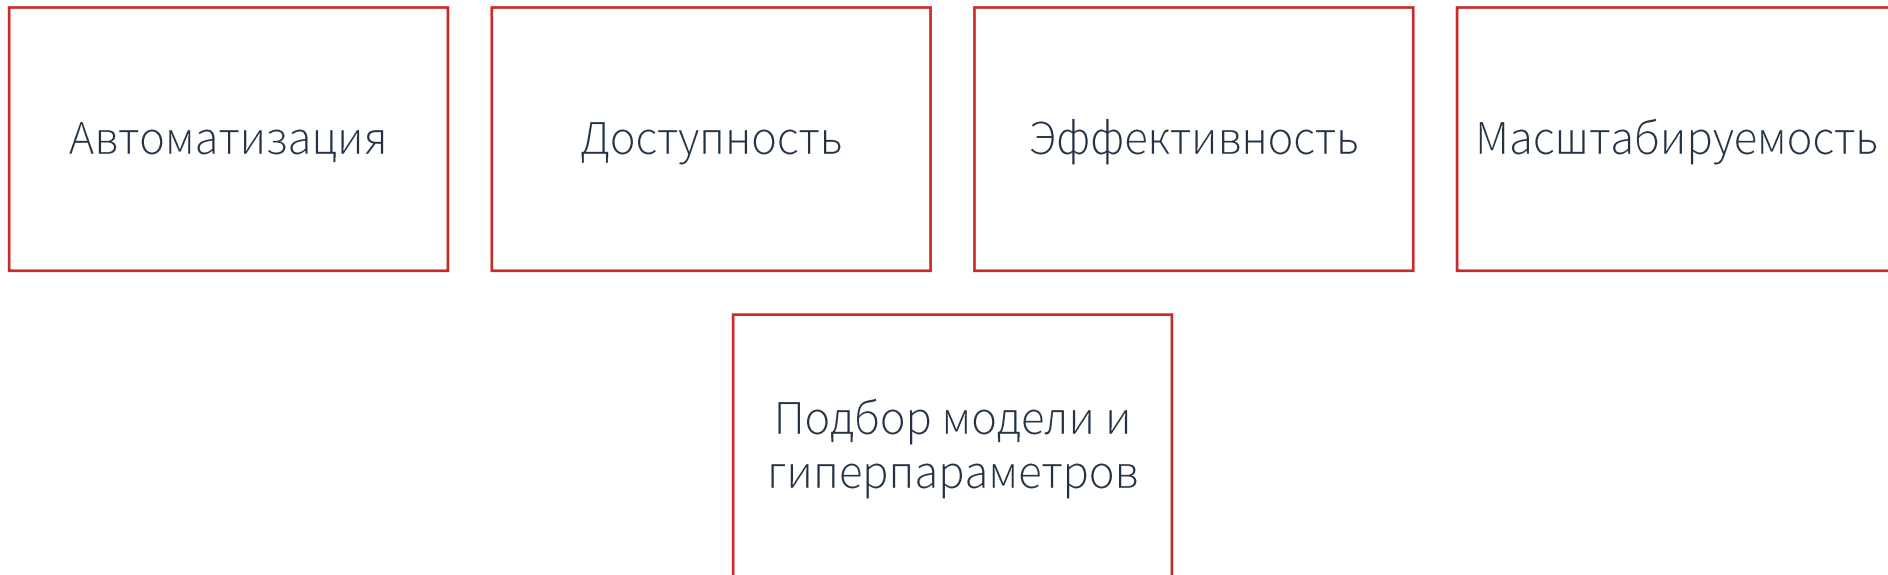 Автоматизация
Доступность
Эффективность
Масштабируемость
Подбор модели и
гиперпараметров